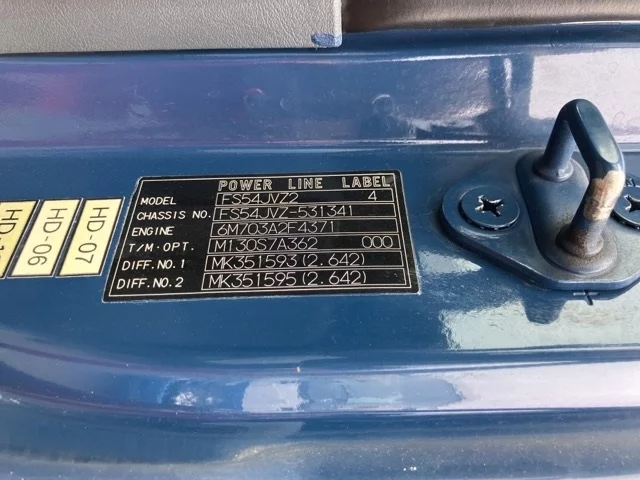 POWER LINE LABEL
MODEL FS54JVZ2 4
CHASSIS NO. FS54JVZ-531341
ENGINE 6M703A2F4371
T/M.OPT. M130S7A362 000
DIFF.NO.1 MK351593(2.642)
DIFF.NO.2 MK351595(2.642)
HD-06
HD-07